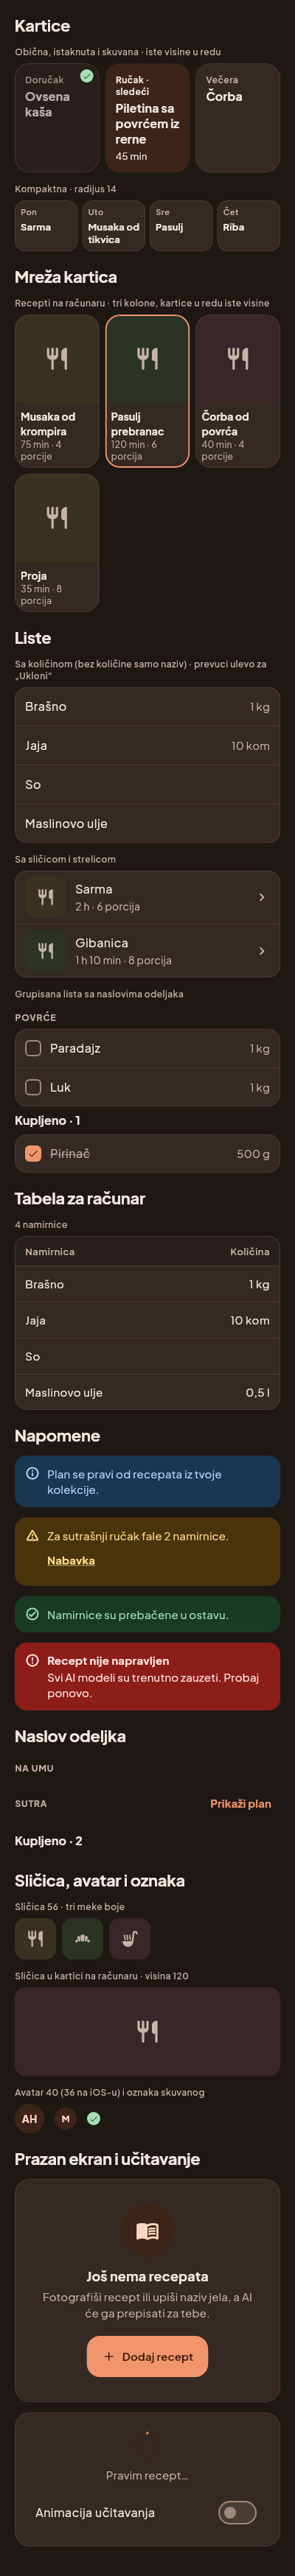 Kartice
Obična, istaknuta i skuvana · iste visine u redu
Doručak
Ovsena
kaša
Ručak ·
sledeći
Piletina sa
povrćem iz
rerne
45 min
Večera
Čorba
Kompaktna · radijus 14
Pon
Sarma
Uto
Musaka od
tikvica
Sre
Pasulj
Čet
Riba
Mreža kartica
Recepti na računaru · tri kolone, kartice u redu iste visine
Musaka od
krompira
75 min · 4
porcije
Pasulj
prebranac
120 min · 6
porcija
Čorba od
povrća
40 min · 4
porcije
Proja
35 min · 8
porcija
Liste
Sa količinom (bez količine samo naziv) · prevuci ulevo za
„Ukloni“
Brašno 1 kg
Jaja 10 kom
So
Maslinovo ulje
Sa sličicom i strelicom
Sarma
2 h · 6 porcija
Gibanica
1 h 10 min · 8 porcija
Grupisana lista sa naslovima odeljaka
POVRĆE
Paradajz 1 kg
Luk 1 kg
Kupljeno · 1
Pirinač 500 g
Tabela za računar
4 namirnice
Namirnica Količina
Brašno 1 kg
Jaja 10 kom
So
Maslinovo ulje 0,5 l
Napomene
Plan se pravi od recepata iz tvoje
kolekcije.
Za sutrašnji ručak fale 2 namirnice.
Nabavka
Namirnice su prebačene u ostavu.
Recept nije napravljen
Svi AI modeli su trenutno zauzeti. Probaj
ponovo.
Naslov odeljka
NA UMU
SUTRA Prikaži plan
Kupljeno · 2
Sličica, avatar i oznaka
Sličica 56 · tri meke boje
Sličica u kartici na računaru · visina 120
Avatar 40 (36 na iOS-u) i oznaka skuvanog
AH M
Prazan ekran i učitavanje
Još nema recepata
Fotografiši recept ili upiši naziv jela, a AI
će ga prepisati za tebe.
Dodaj recept
Pravim recept…
Animacija učitavanja